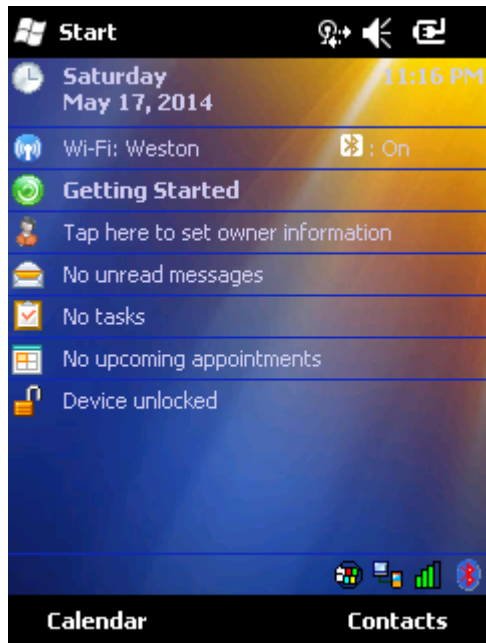 Start
Saturday 11:16 PM
May 17, 2014
Wi-Fi: Weston : On
Getting Started
Tap here to set owner information
No unread messages
No tasks
No upcoming appointments
Device unlocked
Calendar Contacts